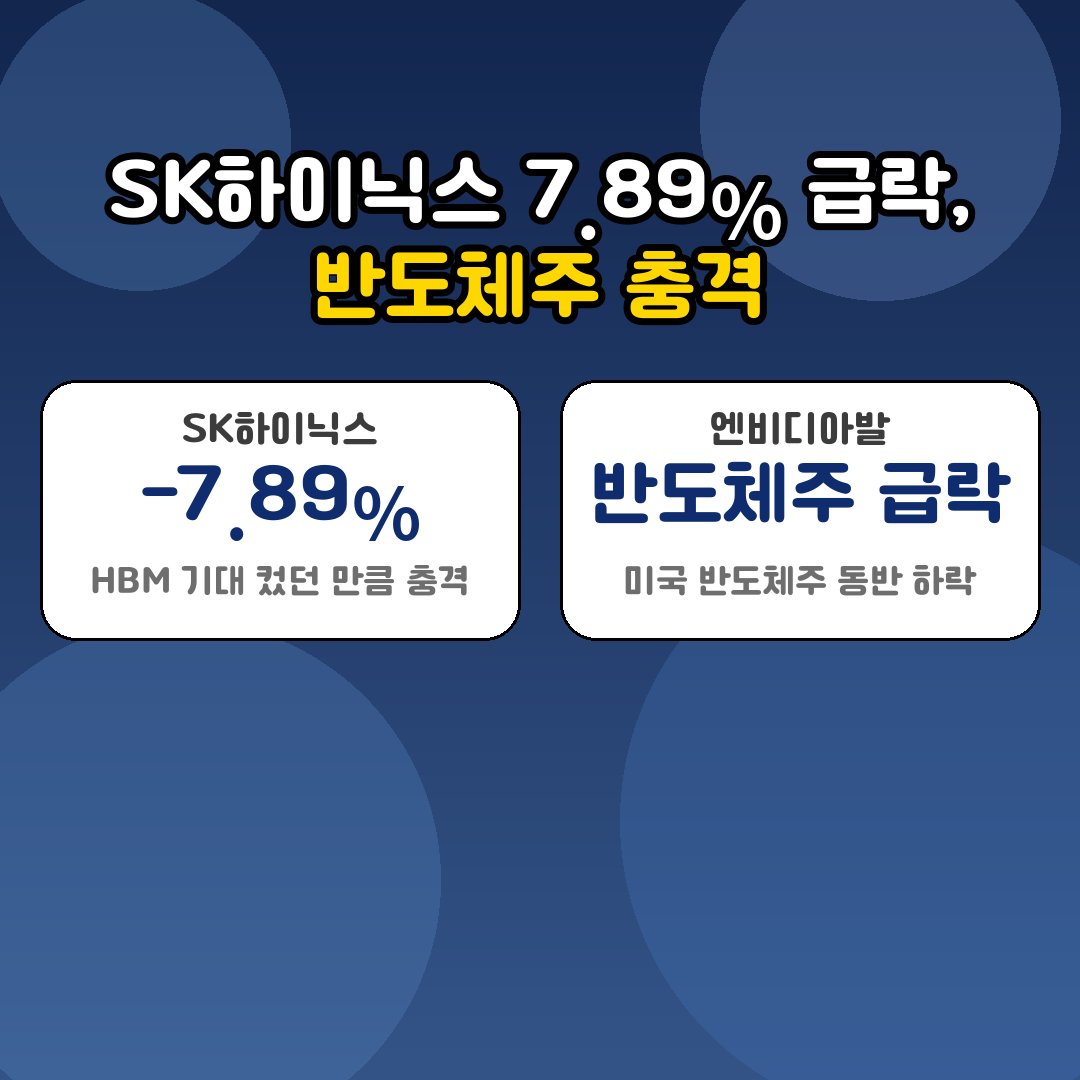 SK하이닉스 7.89% 급락,
반도체주 충격
SK하이닉스
-7.89%
HBM 기대 컸던 만큼 충격
엔비디아발
반도체주 급락
미국 반도체주 동반 하락